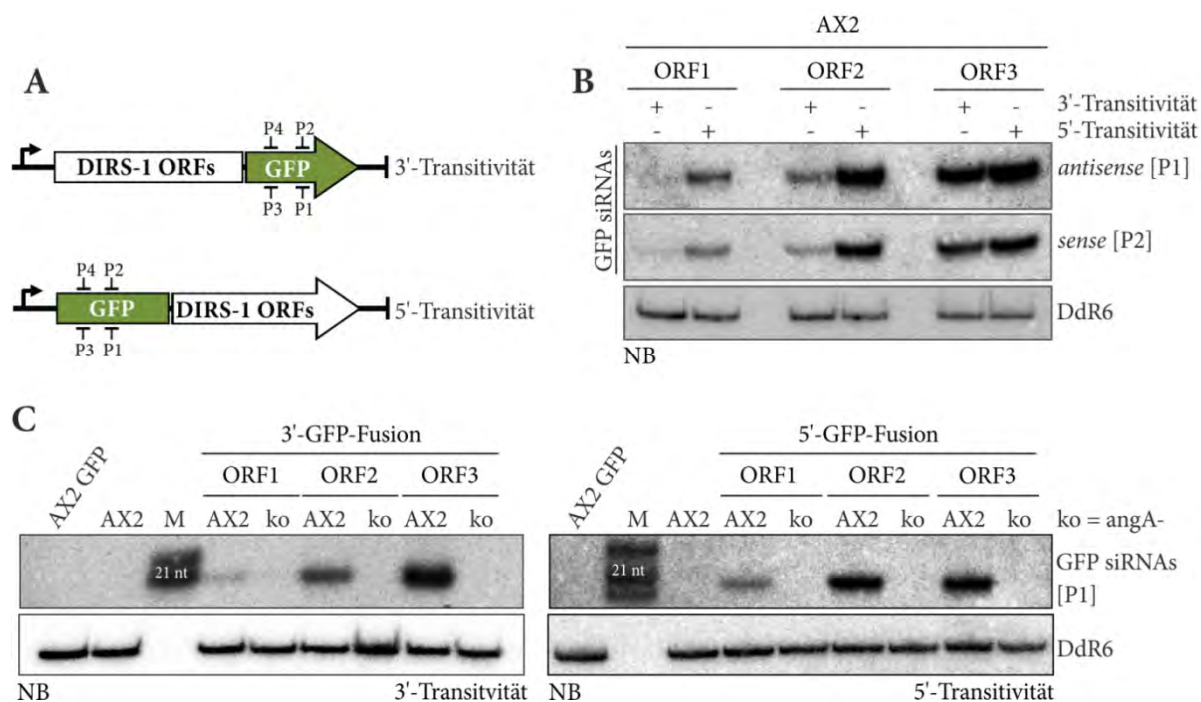 A
P4 P2
DIRS-1 ORFs GFP 3'-Transitivität
P3 P1
P4 P2
GFP DIRS-1 ORFs 5'-Transitivität
P3 P1
B
AX2
ORF1 ORF2 ORF3
+ - + - + - 3'-Transitivität
- + - + - + 5'-Transitivität
GFP siRNAs
antisense [P1]
sense [P2]
DdR6
NB
C
3'-GFP-Fusion
ORF1 ORF2 ORF3
AX2 GFP AX2 M AX2 ko AX2 ko AX2 ko
21 nt
NB 3'-Transitvität
5'-GFP-Fusion
ORF1 ORF2 ORF3
AX2 GFP M AX2 AX2 ko AX2 ko AX2 ko ko = angA-
21 nt
GFP siRNAs
[P1]
DdR6
NB 5'-Transitivität